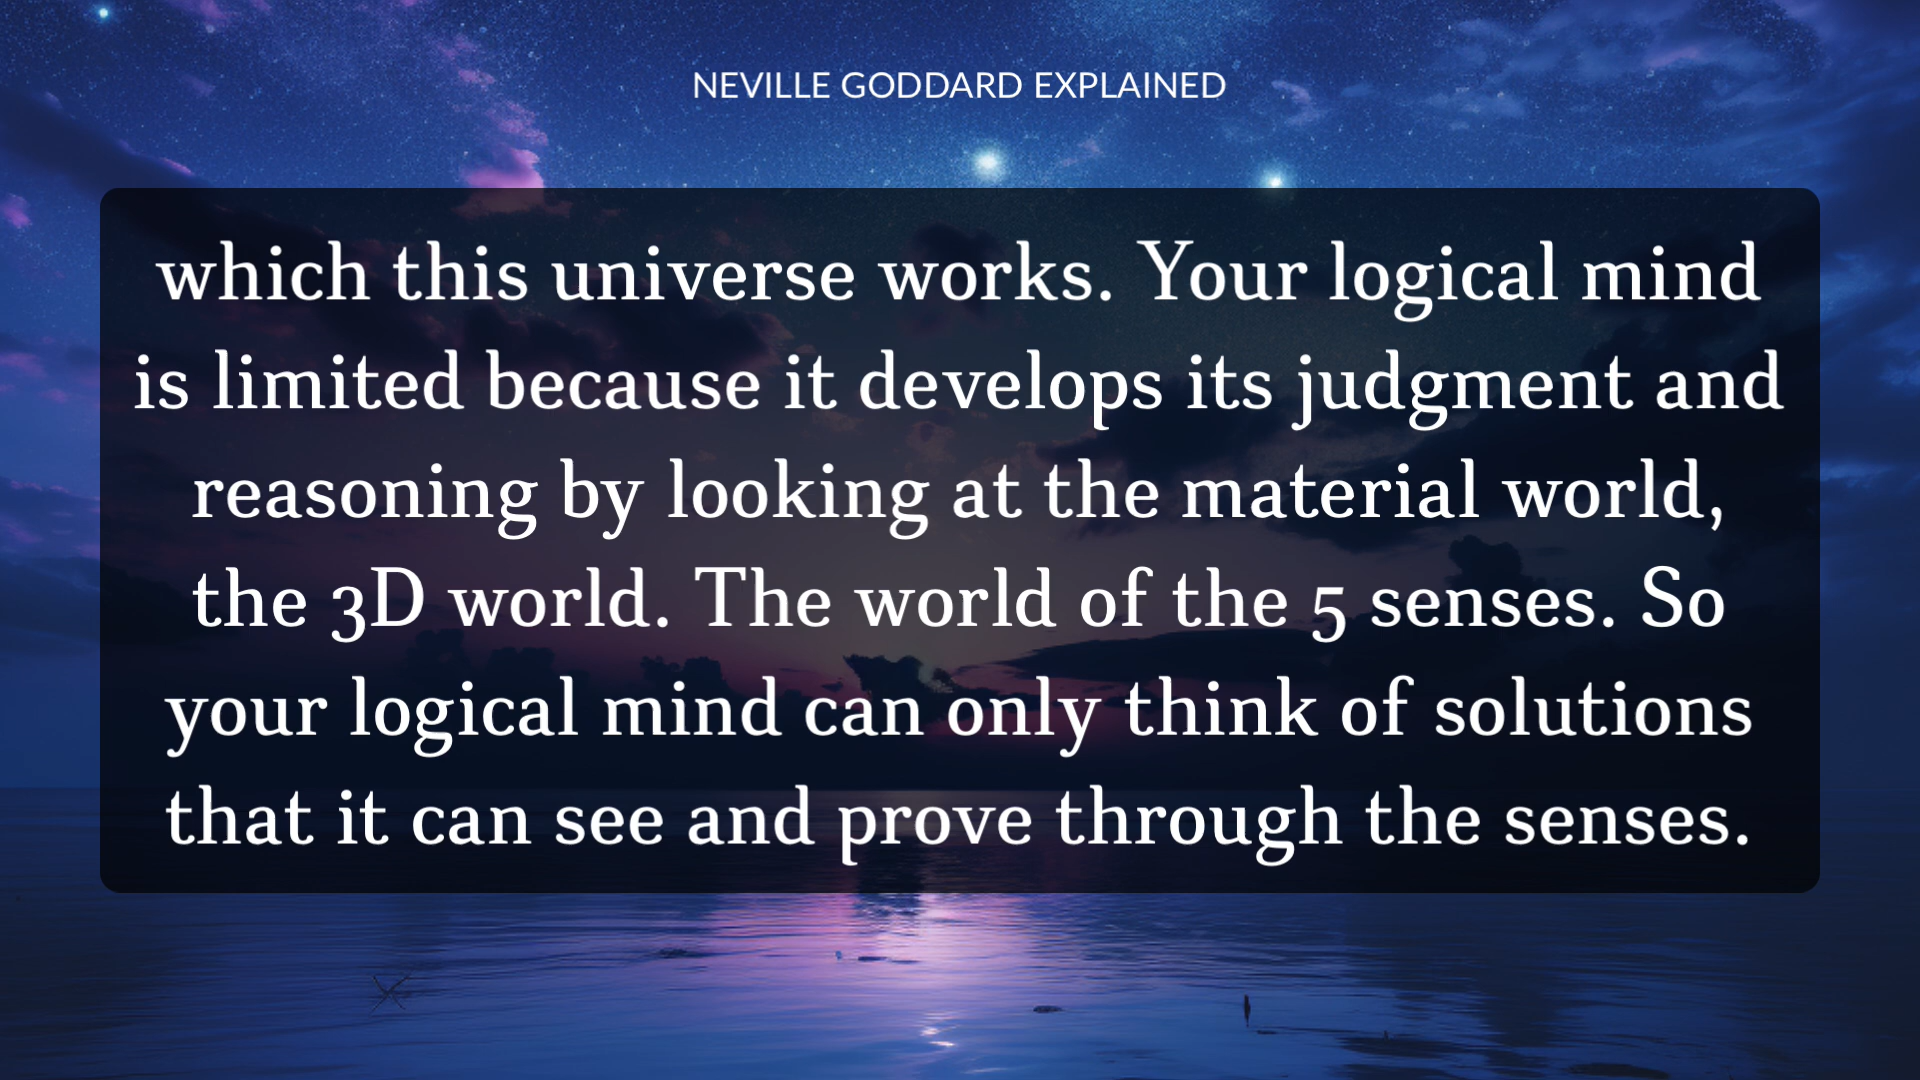 NEVILLE GODDARD EXPLAINED
which this universe works. Your logical mind
is limited because it develops its judgment and
reasoning by looking at the material world,
the 3D world. The world of the 5 senses. So
your logical mind can only think of solutions
that it can see and prove through the senses.